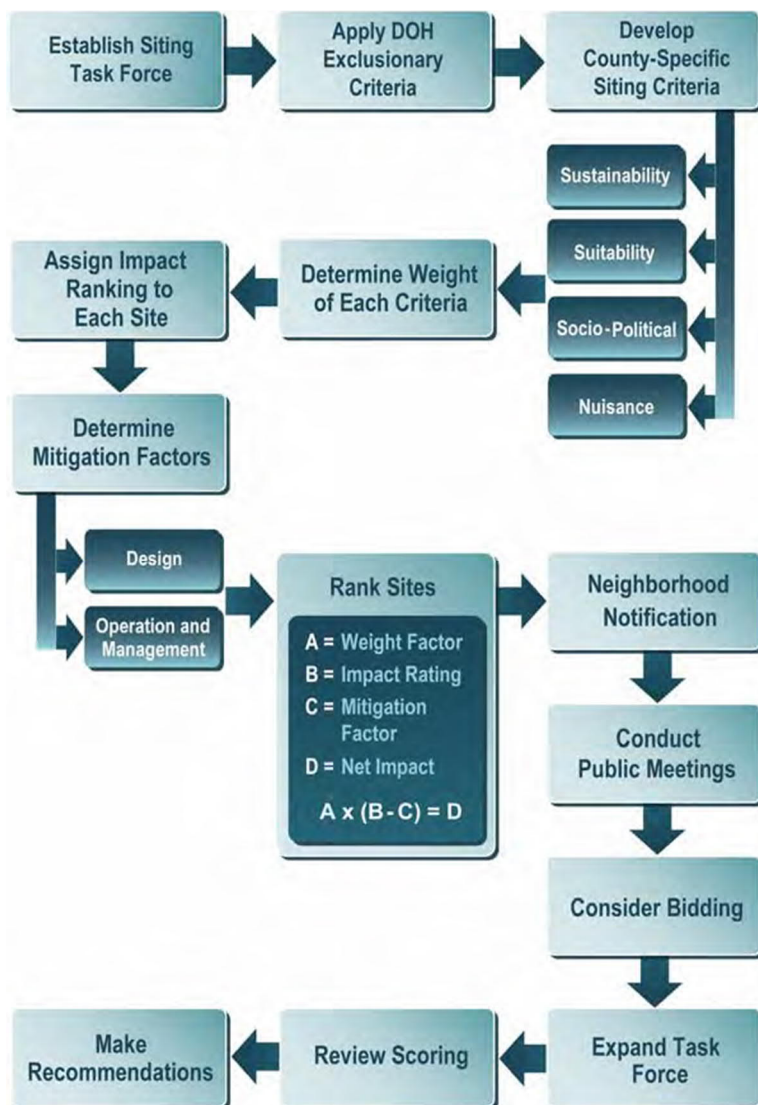 Establish Siting
Task Force
Apply DOH
Exclusionary
Criteria
Develop
County-Specific
Siting Criteria
Sustainability
Suitability
Socio-Political
Nuisance
Determine Weight
of Each Criteria
Assign Impact
Ranking to
Each Site
Determine
Mitigation Factors
Design
Operation and
Management
Rank Sites
A = Weight Factor
B = Impact Rating
C = Mitigation
Factor
D = Net Impact
A x (B - C) = D
Neighborhood
Notification
Conduct
Public Meetings
Consider Bidding
Expand Task
Force
Review Scoring
Make
Recommendations